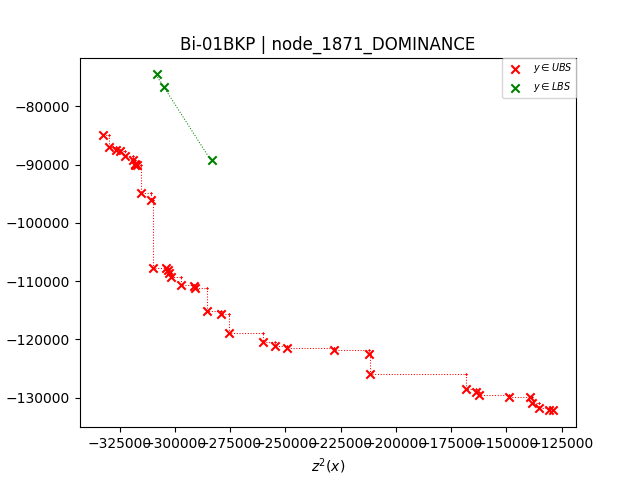 Bi-01BKP | node_1871_DOMINANCE
y ∈ UBS
y ∈ LBS
−80000
−90000
−100000
−110000
−120000
−130000
−325000 −300000 −275000 −250000 −225000 −200000 −175000 −150000 −125000
z²(x)